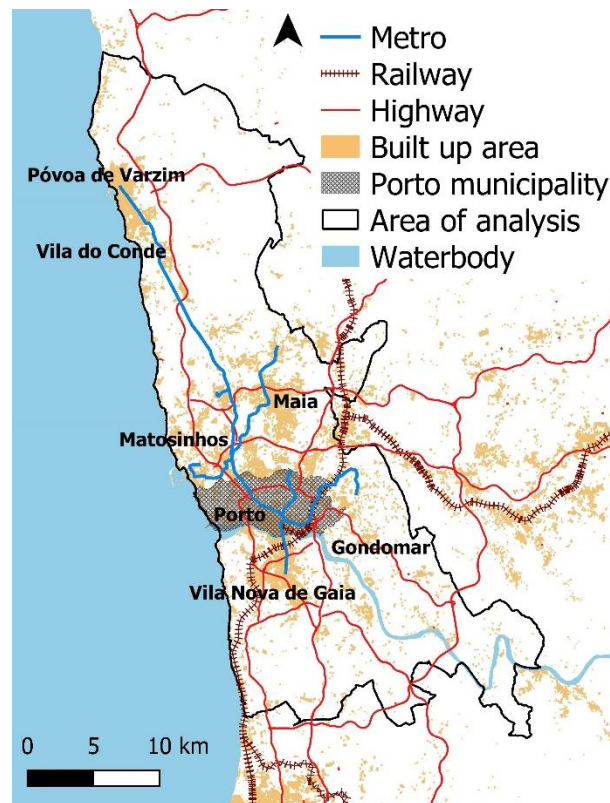 Metro
Railway
Highway
Built up area
Porto municipality
Area of analysis
Waterbody
Póvoa de Varzim
Vila do Conde
Maia
Matosinhos
Porto
Gondomar
Vila Nova de Gaia
0 5 10 km